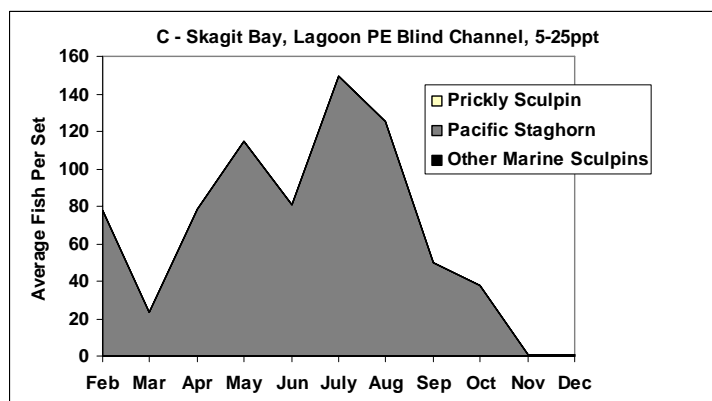 C - Skagit Bay, Lagoon PE Blind Channel, 5-25ppt
Average Fish Per Set
160
140
120
100
80
60
40
20
0
Prickly Sculpin
Pacific Staghorn
Other Marine Sculpins
Feb Mar Apr May Jun July Aug Sep Oct Nov Dec